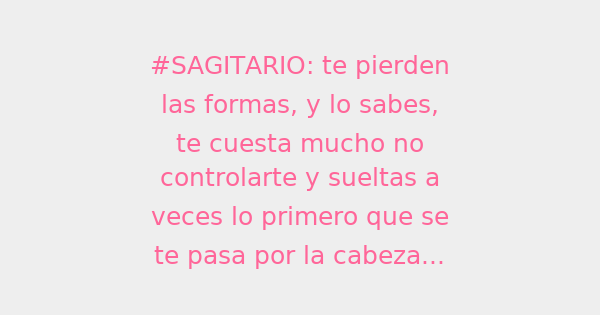 #SAGITARIO: te pierden
las formas, y lo sabes,
te cuesta mucho no
controlarte y sueltas a
veces lo primero que se
te pasa por la cabeza...